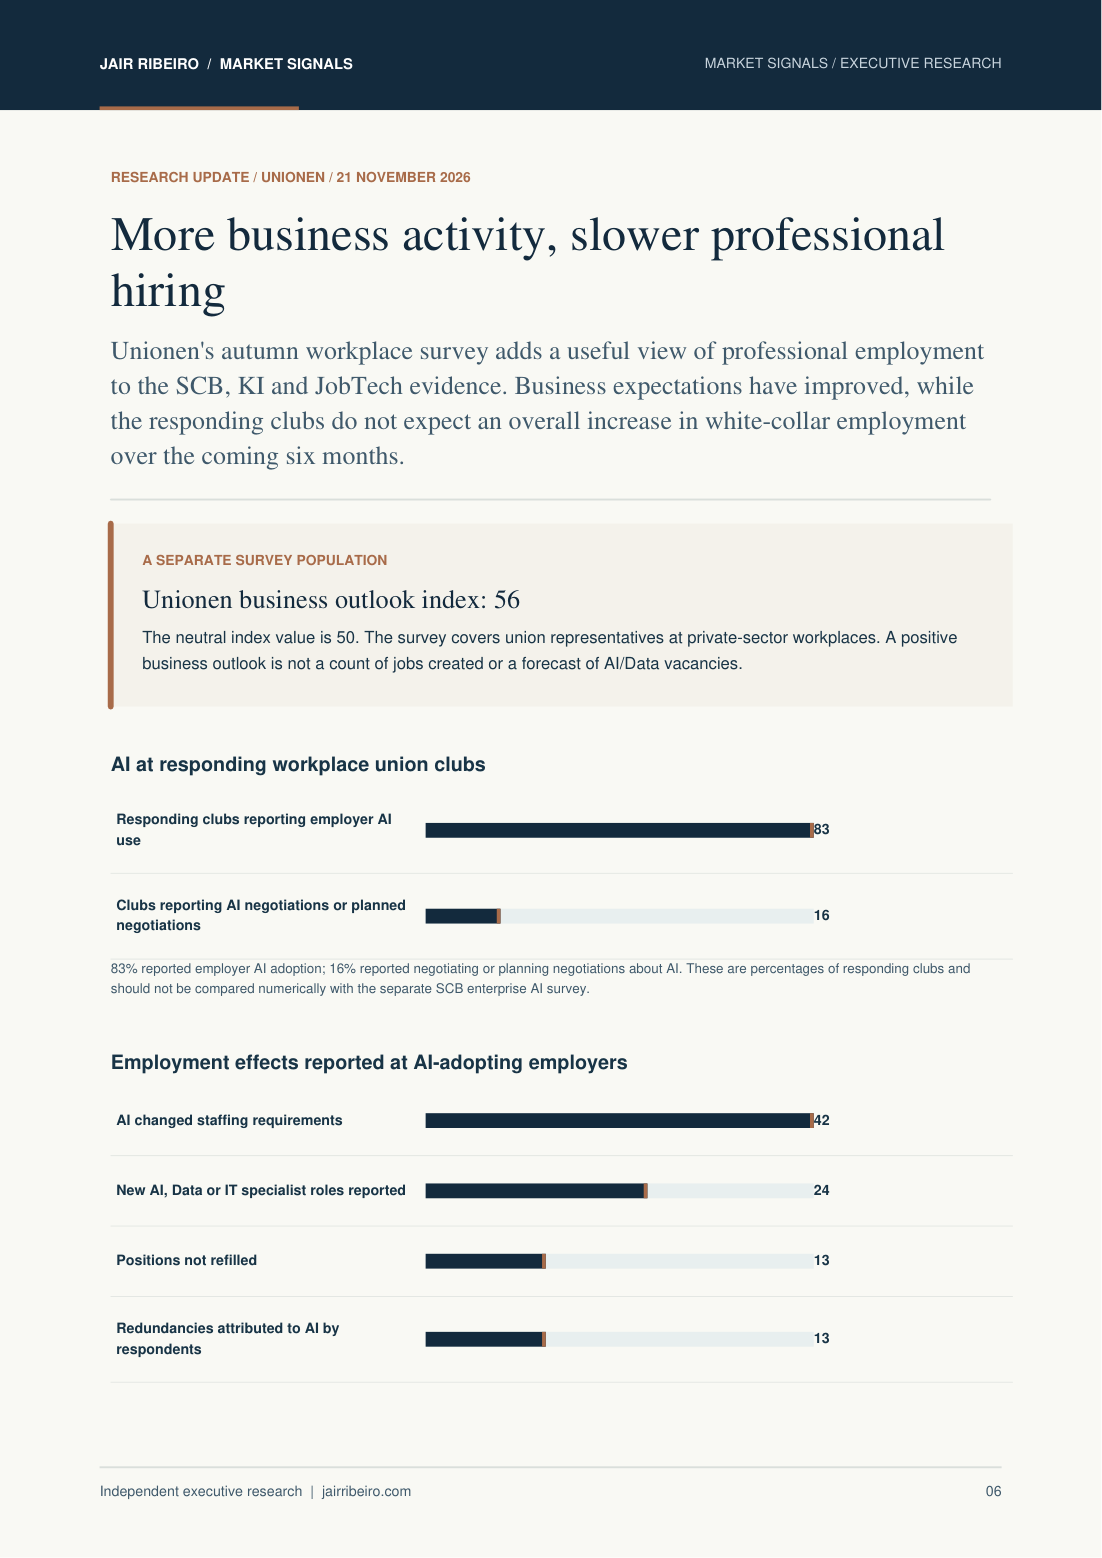 JAIR RIBEIRO / MARKET SIGNALS
MARKET SIGNALS / EXECUTIVE RESEARCH
RESEARCH UPDATE / UNIONEN / 21 NOVEMBER 2026
More business activity, slower professional
hiring
Unionen's autumn workplace survey adds a useful view of professional employment
to the SCB, KI and JobTech evidence. Business expectations have improved, while
the responding clubs do not expect an overall increase in white-collar employment
over the coming six months.
A SEPARATE SURVEY POPULATION
Unionen business outlook index: 56
The neutral index value is 50. The survey covers union representatives at private-sector workplaces. A positive
business outlook is not a count of jobs created or a forecast of AI/Data vacancies.
AI at responding workplace union clubs
Responding clubs reporting employer AI
use
83
Clubs reporting AI negotiations or planned
negotiations
16
83% reported employer AI adoption; 16% reported negotiating or planning negotiations about AI. These are percentages of responding clubs and
should not be compared numerically with the separate SCB enterprise AI survey.
Employment effects reported at AI-adopting employers
AI changed staffing requirements
42
New AI, Data or IT specialist roles reported
24
Positions not refilled
13
Redundancies attributed to AI by
respondents
13
Independent executive research | jairribeiro.com
06